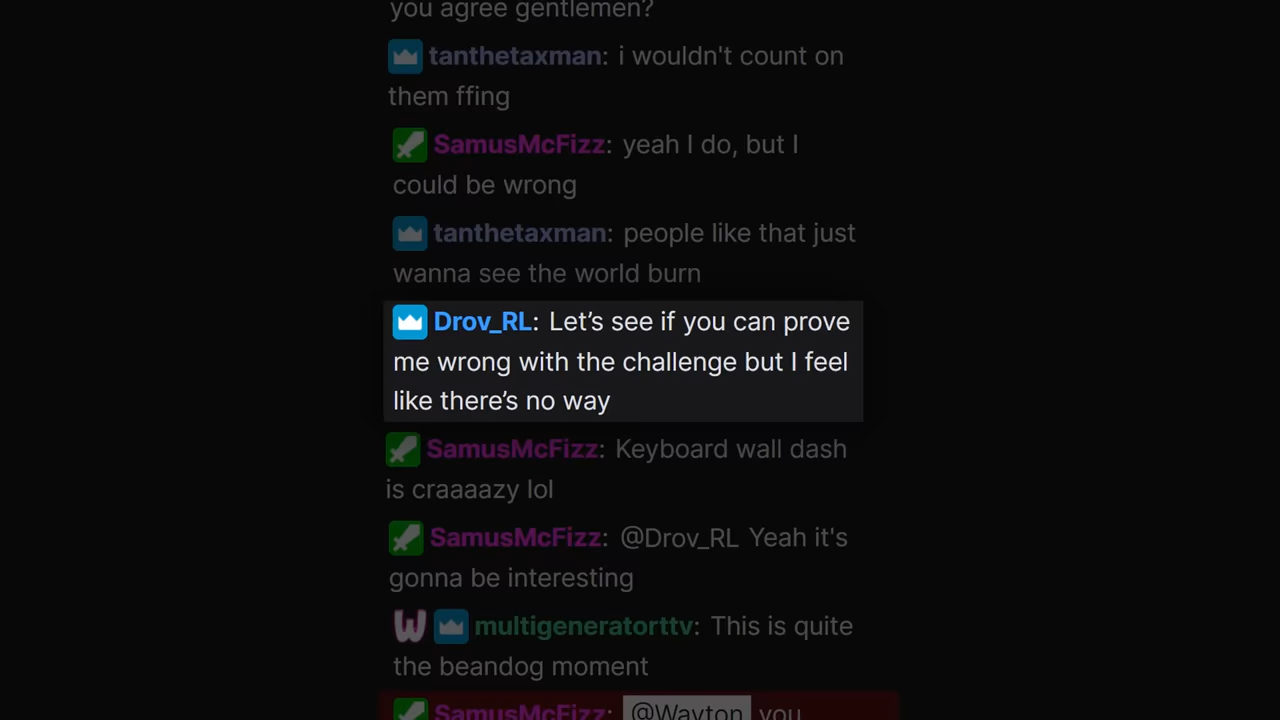 you agree gentlemen?
tanthetaxman: i wouldn't count on
them ffing
SamusMcFizz: yeah I do, but I
could be wrong
tanthetaxman: people like that just
wanna see the world burn
Drov_RL: Let’s see if you can prove
me wrong with the challenge but I feel
like there’s no way
SamusMcFizz: Keyboard wall dash
is craaaazy lol
SamusMcFizz: @Drov_RL Yeah it's
gonna be interesting
W multigeneratorttv: This is quite
the beandog moment
SamusMcFizz: @Wayton you